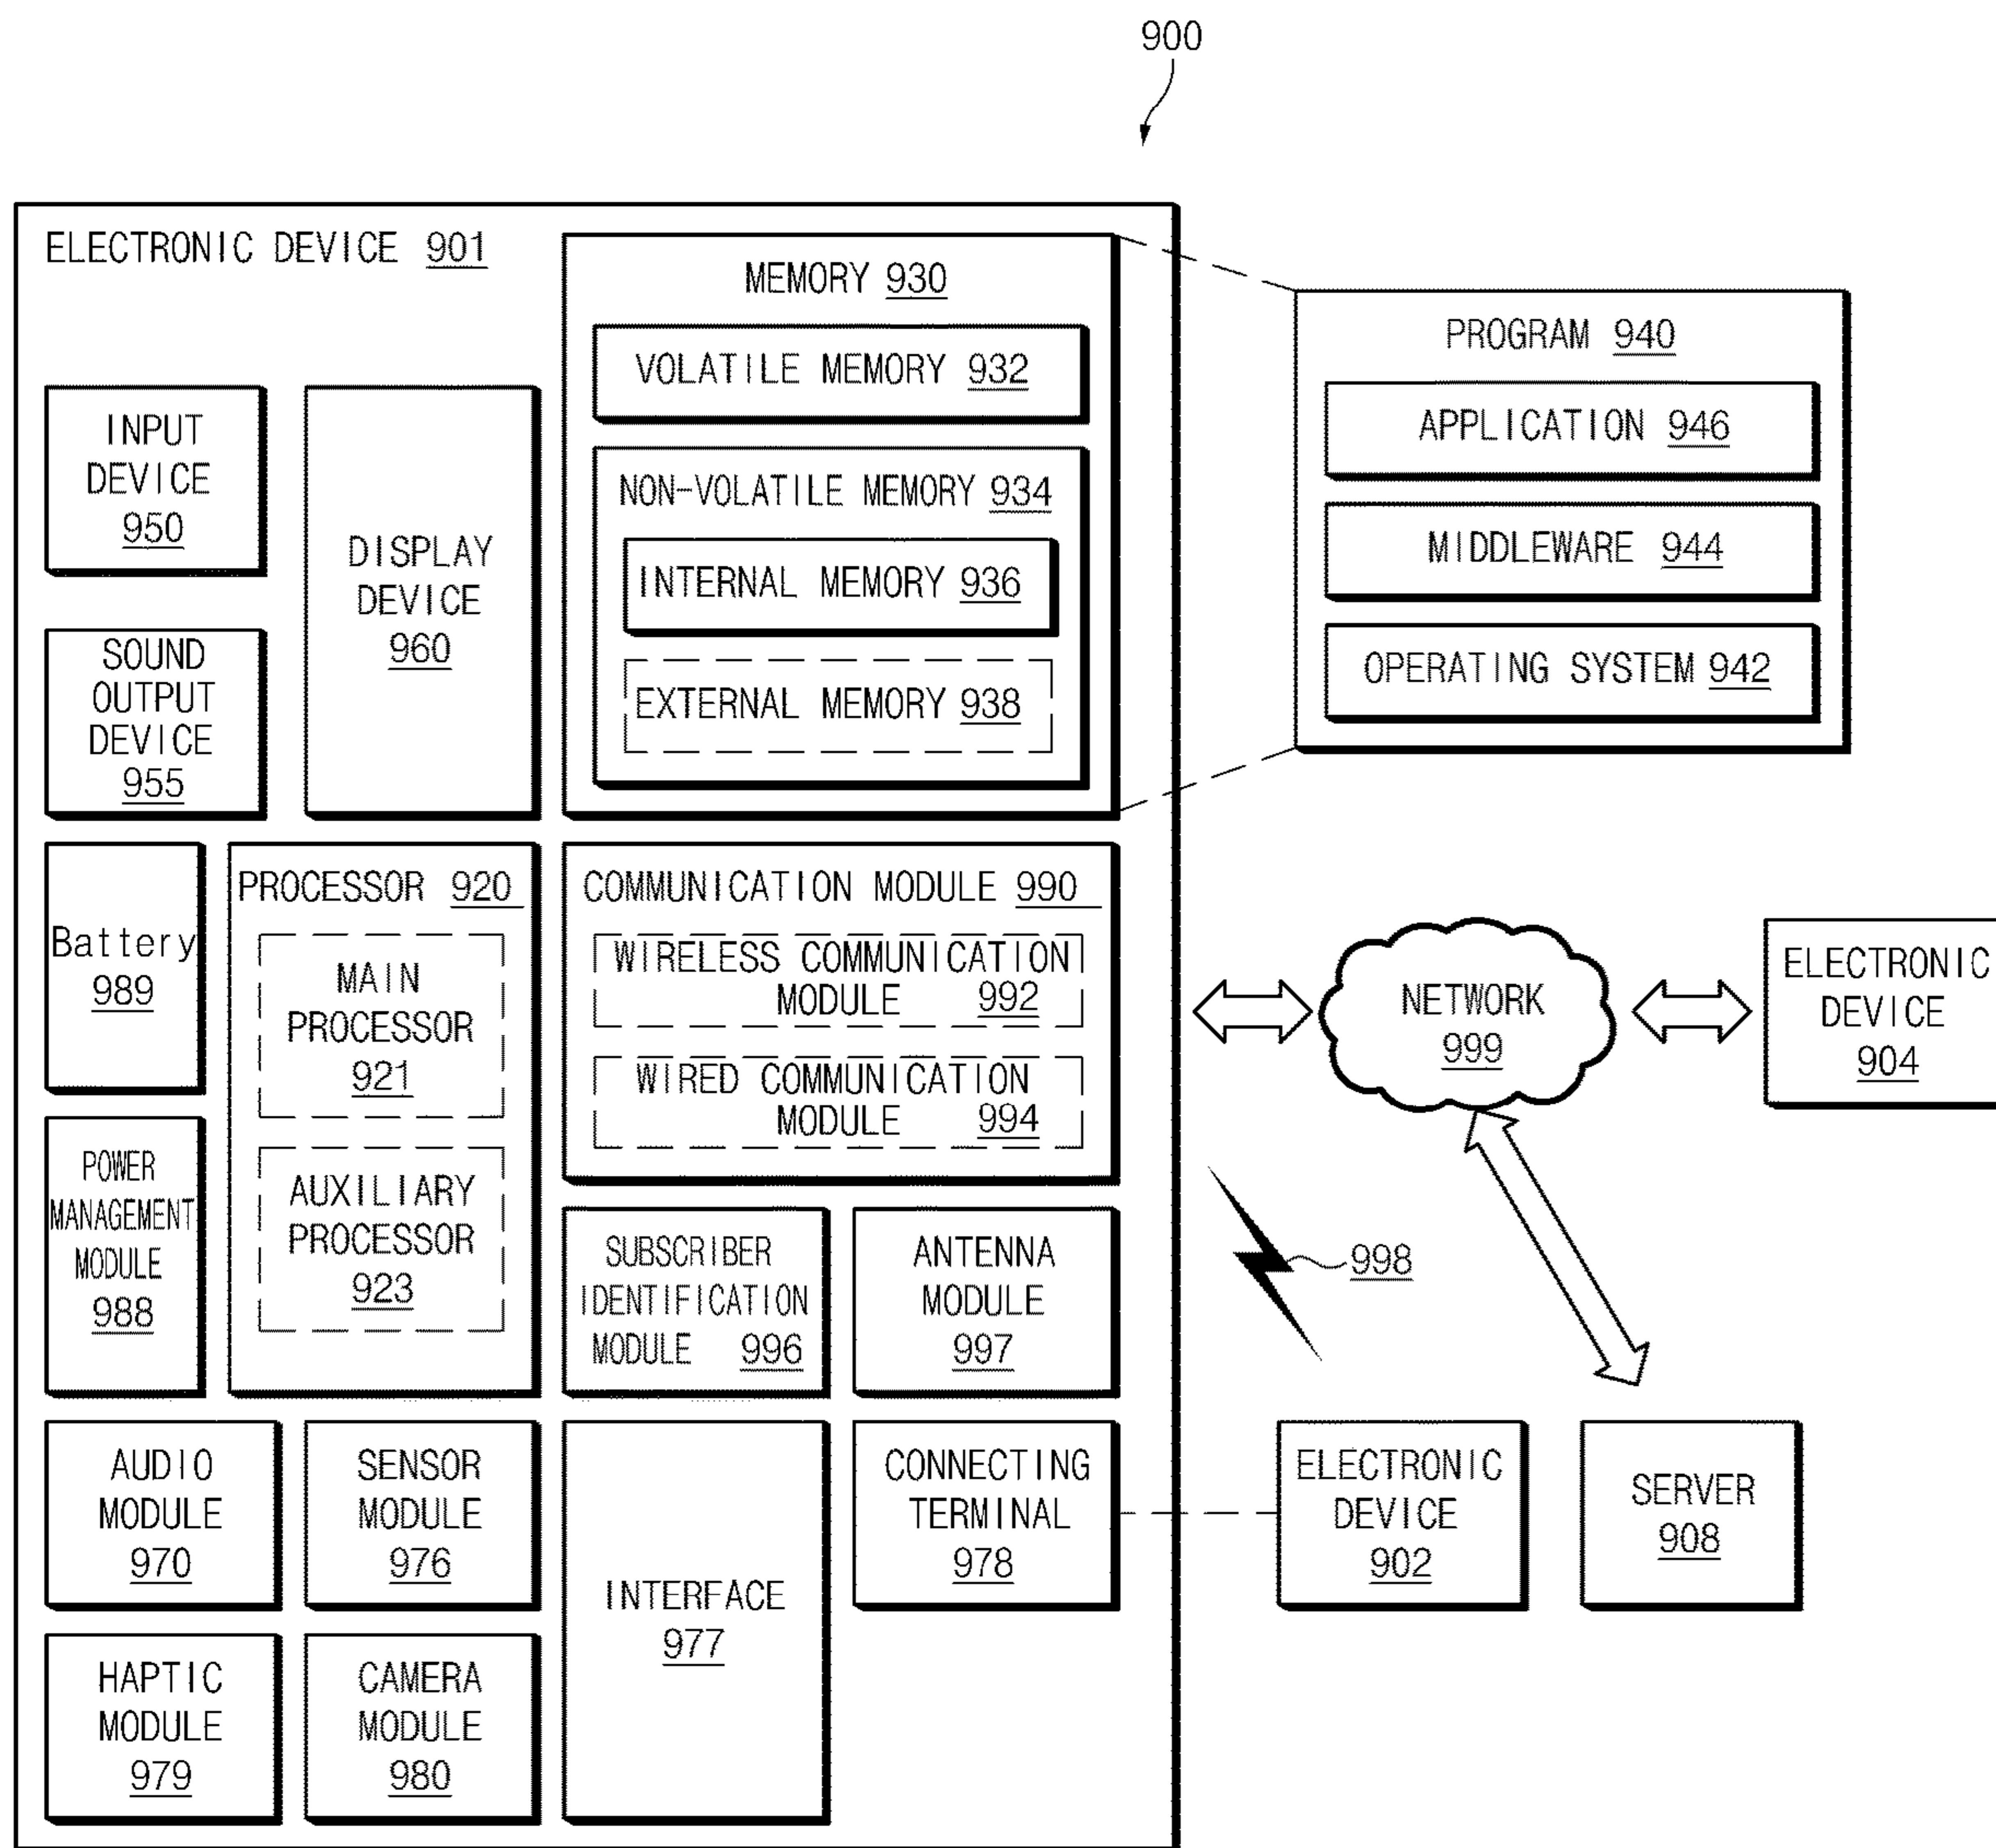 900
ELECTRONIC DEVICE 901
MEMORY 930
VOLATILE MEMORY 932
NON-VOLATILE MEMORY 934
INTERNAL MEMORY 936
EXTERNAL MEMORY 938
PROGRAM 940
APPLICATION 946
MIDDLEWARE 944
OPERATING SYSTEM 942
INPUT
DEVICE
950
DISPLAY
DEVICE
960
SOUND
OUTPUT
DEVICE
955
Battery
989
PROCESSOR 920
MAIN
PROCESSOR
921
AUXILIARY
PROCESSOR
923
COMMUNICATION MODULE 990
WIRELESS COMMUNICATION
MODULE 992
WIRED COMMUNICATION
MODULE 994
NETWORK
999
ELECTRONIC
DEVICE
904
POWER
MANAGEMENT
MODULE
988
SUBSCRIBER
IDENTIFICATION
MODULE 996
ANTENNA
MODULE
997
998
AUDIO
MODULE
970
SENSOR
MODULE
976
INTERFACE
977
CONNECTING
TERMINAL
978
ELECTRONIC
DEVICE
902
SERVER
908
HAPTIC
MODULE
979
CAMERA
MODULE
980